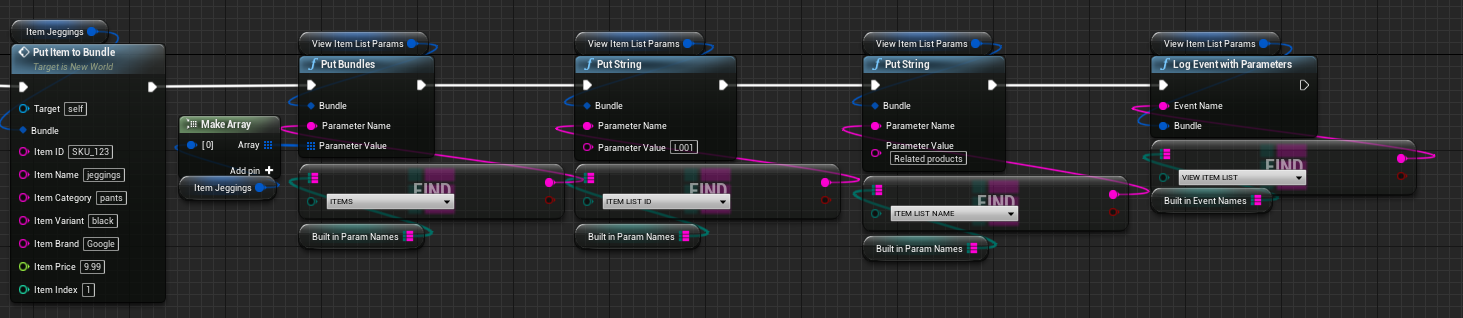 Item Jeggings
Put Item to Bundle
Target is New World
Target self
Bundle
Item ID SKU_123
Item Name jeggings
Item Category pants
Item Variant black
Item Brand Google
Item Price 9.99
Item Index 1
Make Array
[0] Array
Add pin +
Item Jeggings
View Item List Params
f Put Bundles
Bundle
Parameter Name
Parameter Value
FIND
ITEMS
Built in Param Names
View Item List Params
f Put String
Bundle
Parameter Name
Parameter Value L001
FIND
ITEM LIST ID
Built in Param Names
View Item List Params
f Put String
Bundle
Parameter Name
Parameter Value
Related products
FIND
ITEM LIST NAME
Built in Param Names
View Item List Params
f Log Event with Parameters
Event Name
Bundle
FIND
VIEW ITEM LIST
Built in Event Names